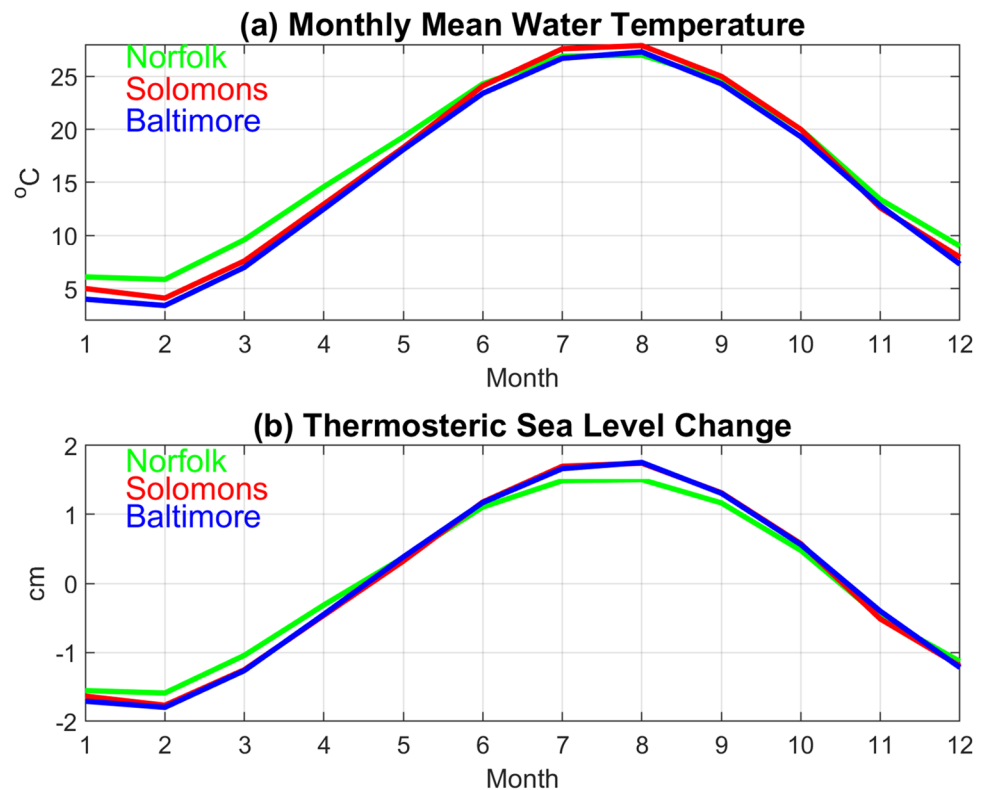 (a) Monthly Mean Water Temperature
Norfolk
Solomons
Baltimore
25
20
15
10
5
oC
1 2 3 4 5 6 7 8 9 10 11 12
Month
(b) Thermosteric Sea Level Change
Norfolk
Solomons
Baltimore
2
1
0
-1
-2
cm
1 2 3 4 5 6 7 8 9 10 11 12
Month